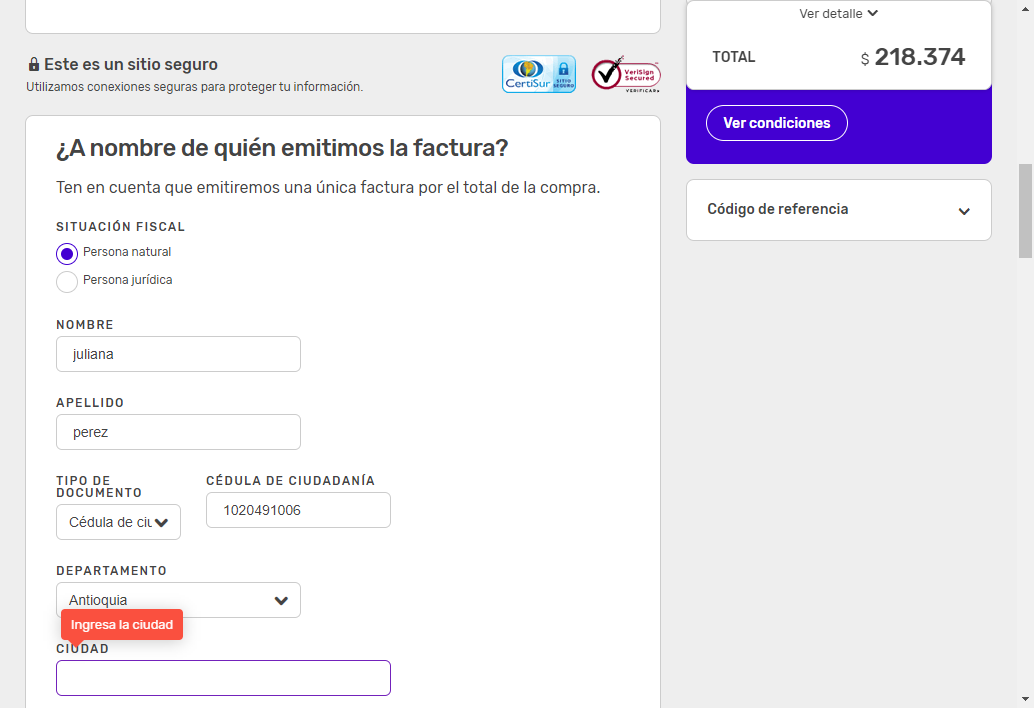 Ver detalle
TOTAL $ 218.374
Ver condiciones
Código de referencia
Este es un sitio seguro
Utilizamos conexiones seguras para proteger tu información.
CertiSur SITIO SEGURO
VeriSign Secured
VERIFICAR
¿A nombre de quién emitimos la factura?
Ten en cuenta que emitiremos una única factura por el total de la compra.
SITUACIÓN FISCAL
Persona natural
Persona jurídica
NOMBRE
juliana
APELLIDO
perez
TIPO DE
DOCUMENTO
Cédula de ciu
CÉDULA DE CIUDADANÍA
1020491006
DEPARTAMENTO
Antioquia
Ingresa la ciudad
CIUDAD